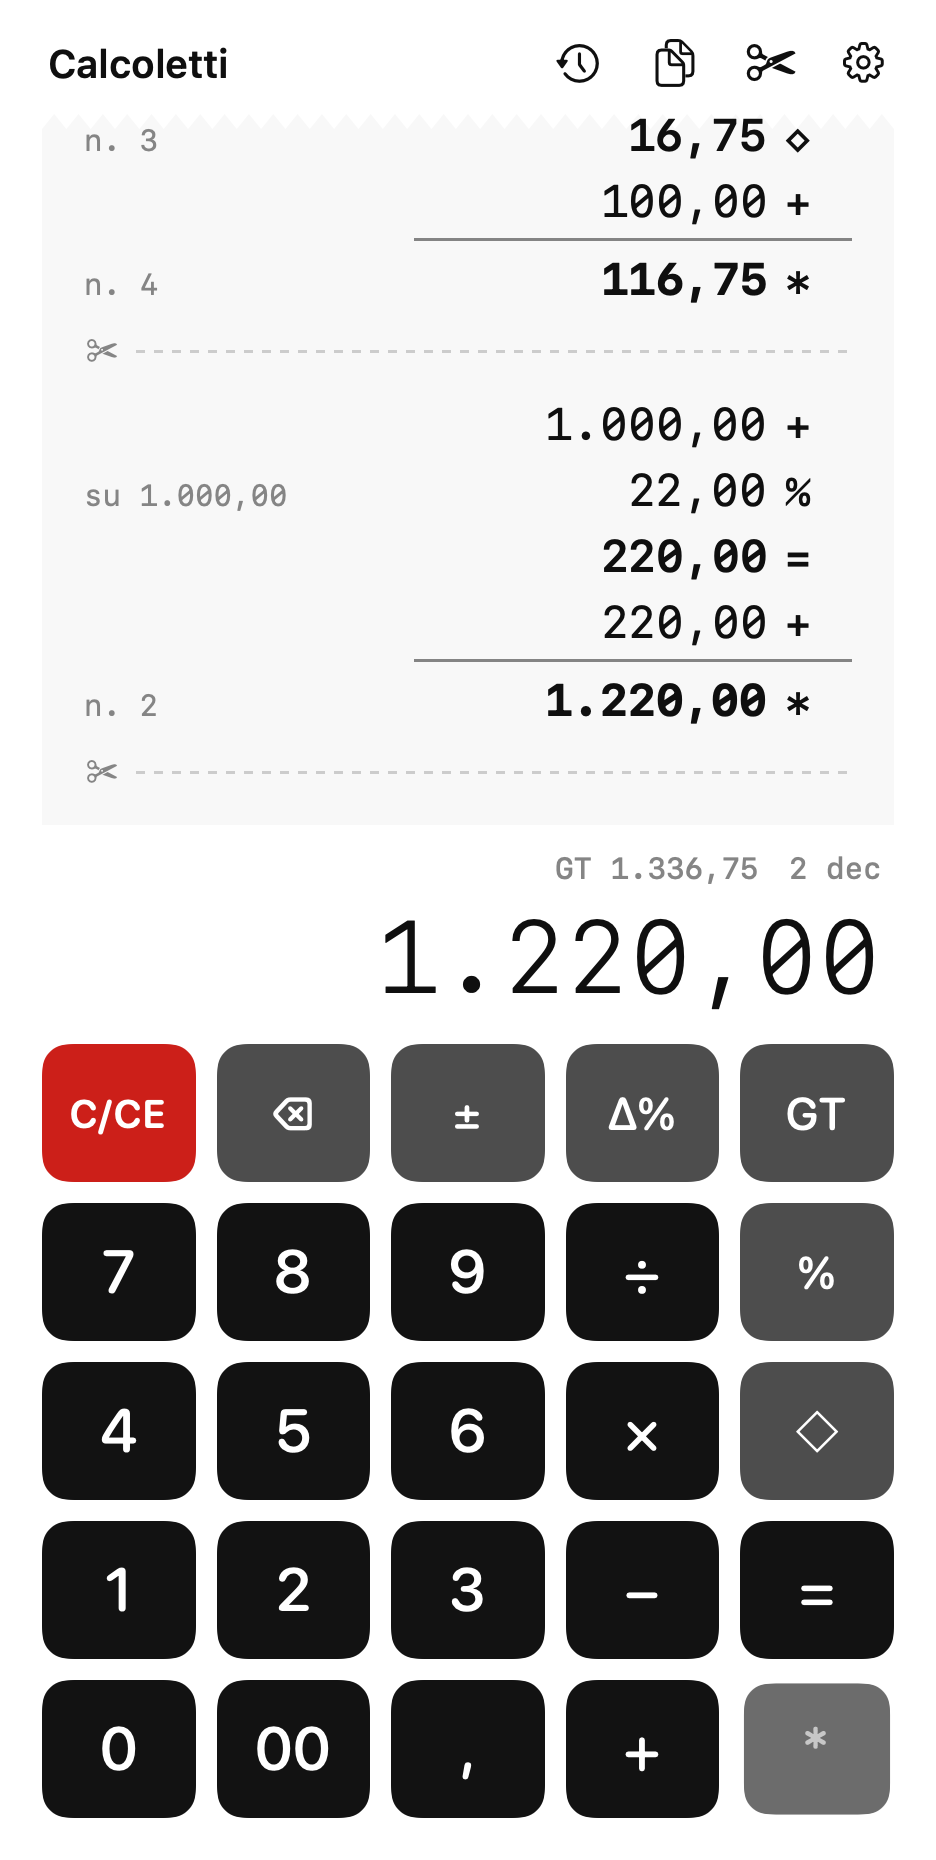 Calcoletti
n. 3 16,75 ◇
100,00 +
n. 4 116,75 *
1.000,00 +
su 1.000,00 22,00 %
220,00 =
220,00 +
n. 2 1.220,00 *
GT 1.336,75 2 dec
1.220,00
C/CE ± Δ% GT
7 8 9 ÷ %
4 5 6 × ◇
1 2 3 − =
0 00 , + *